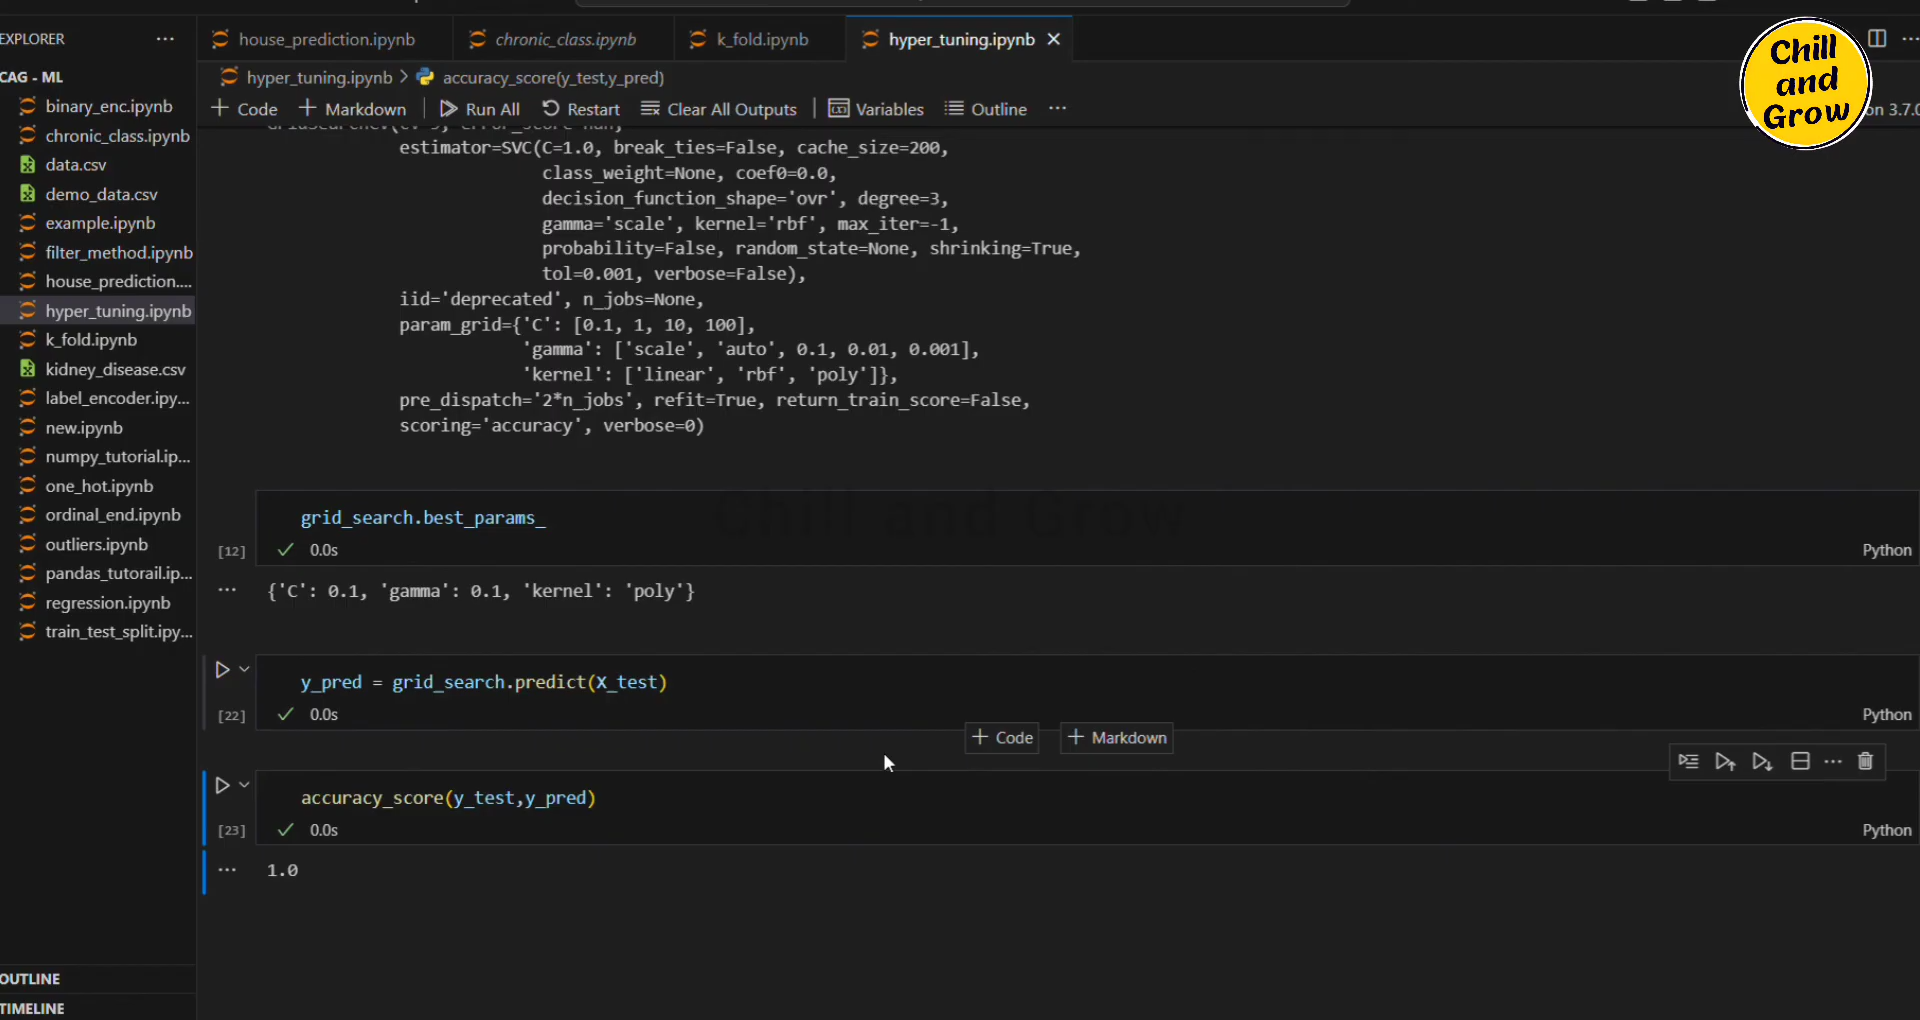 EXPLORER ...
house_prediction.ipynb
chronic_class.ipynb
k_fold.ipynb
hyper_tuning.ipynb
Chill
and
Grow
CAG - ML
hyper_tuning.ipynb > accuracy_score(y_test,y_pred)
+ Code + Markdown Run All Restart Clear All Outputs Variables Outline ...
on 3.7.0
binary_enc.ipynb
chronic_class.ipynb
data.csv
demo_data.csv
example.ipynb
filter_method.ipynb
house_prediction....
hyper_tuning.ipynb
k_fold.ipynb
kidney_disease.csv
label_encoder.ipy...
new.ipynb
numpy_tutorial.ip...
one_hot.ipynb
ordinal_end.ipynb
outliers.ipynb
pandas_tutorail.ip...
regression.ipynb
train_test_split.ipy...
OUTLINE
TIMELINE
estimator=SVC(C=1.0, break_ties=False, cache_size=200,
class_weight=None, coef0=0.0,
decision_function_shape='ovr', degree=3,
gamma='scale', kernel='rbf', max_iter=-1,
probability=False, random_state=None, shrinking=True,
tol=0.001, verbose=False),
iid='deprecated', n_jobs=None,
param_grid={'C': [0.1, 1, 10, 100],
'gamma': ['scale', 'auto', 0.1, 0.01, 0.001],
'kernel': ['linear', 'rbf', 'poly']},
pre_dispatch='2*n_jobs', refit=True, return_train_score=False,
scoring='accuracy', verbose=0)
grid_search.best_params_
Chill and Grow
[12] 0.0s Python
... {'C': 0.1, 'gamma': 0.1, 'kernel': 'poly'}
y_pred = grid_search.predict(X_test)
[22] 0.0s Python
+ Code + Markdown
accuracy_score(y_test,y_pred)
[23] 0.0s Python
... 1.0